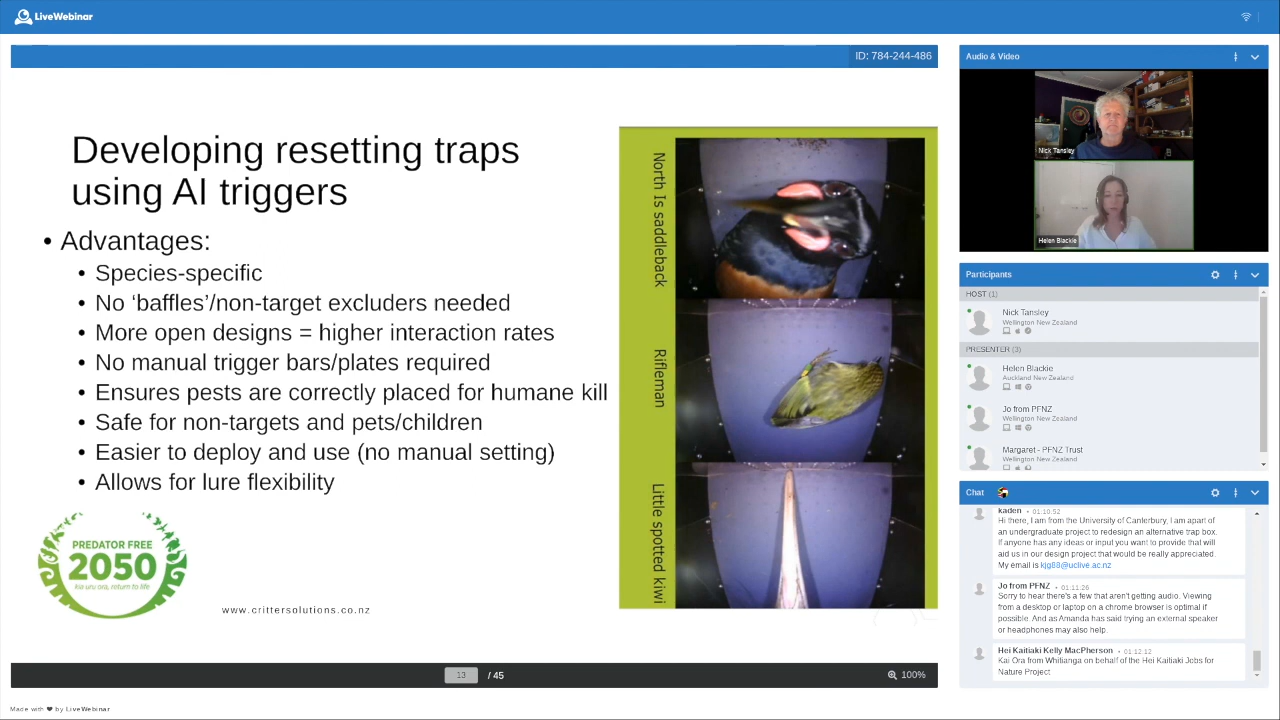 LiveWebinar
ID: 784-244-486
Developing resetting traps
using AI triggers
• Advantages:
• Species-specific
• No ‘baffles’/non-target excluders needed
• More open designs = higher interaction rates
• No manual trigger bars/plates required
• Ensures pests are correctly placed for humane kill
• Safe for non-targets and pets/children
• Easier to deploy and use (no manual setting)
• Allows for lure flexibility
PREDATOR FREE
2050
kia uru ora, return to life
www.crittersolutions.co.nz
North Is saddleback
Rifleman
Little spotted kiwi
13 / 45
100%
Made with ❤ by LiveWebinar
Audio & Video
Nick Tansley
Helen Blackie
Participants
HOST (1)
Nick Tansley
Wellington New Zealand
PRESENTER (3)
Helen Blackie
Auckland New Zealand
Jo from PFNZ
Wellington New Zealand
Margaret - PFNZ Trust
Wellington New Zealand
Chat
kaden • 01:10:52
Hi there, I am from the University of Canterbury, I am apart of
an undergraduate project to redesign an alternative trap box.
If anyone has any ideas or input you want to provide that will
aid us in our design project that would be really appreciated.
My email is kjg88@uclive.ac.nz
Jo from PFNZ • 01:11:26
Sorry to hear there's a few that aren't getting audio. Viewing
from a desktop or laptop on a chrome browser is optimal if
possible. And as Amanda has said trying an external speaker
or headphones may also help.
Hei Kaitiaki Kelly MacPherson • 01:12:12
Kai Ora from Whitianga on behalf of the Hei Kaitiaki Jobs for
Nature Project